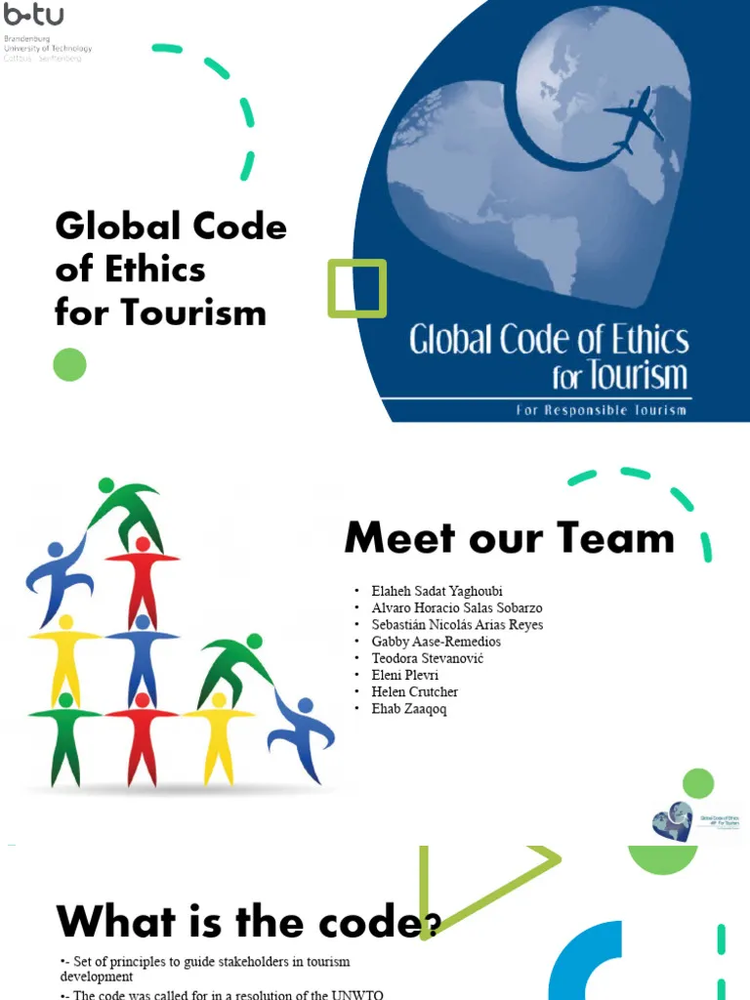 b-tu
Brandenburg
University of Technology
Cottbus - Senftenberg
Global Code
of Ethics
for Tourism
Global Code of Ethics
for Tourism
For Responsible Tourism
Meet our Team
• Elaheh Sadat Yaghoubi
• Alvaro Horacio Salas Sobarzo
• Sebastián Nicolás Arias Reyes
• Gabby Aase-Remedios
• Teodora Stevanović
• Eleni Plevri
• Helen Crutcher
• Ehab Zaaqoq
Global Code of Ethics
For Tourism
What is the code?
•- Set of principles to guide stakeholders in tourism
development
•- The code was called for in a resolution of the UNWTO